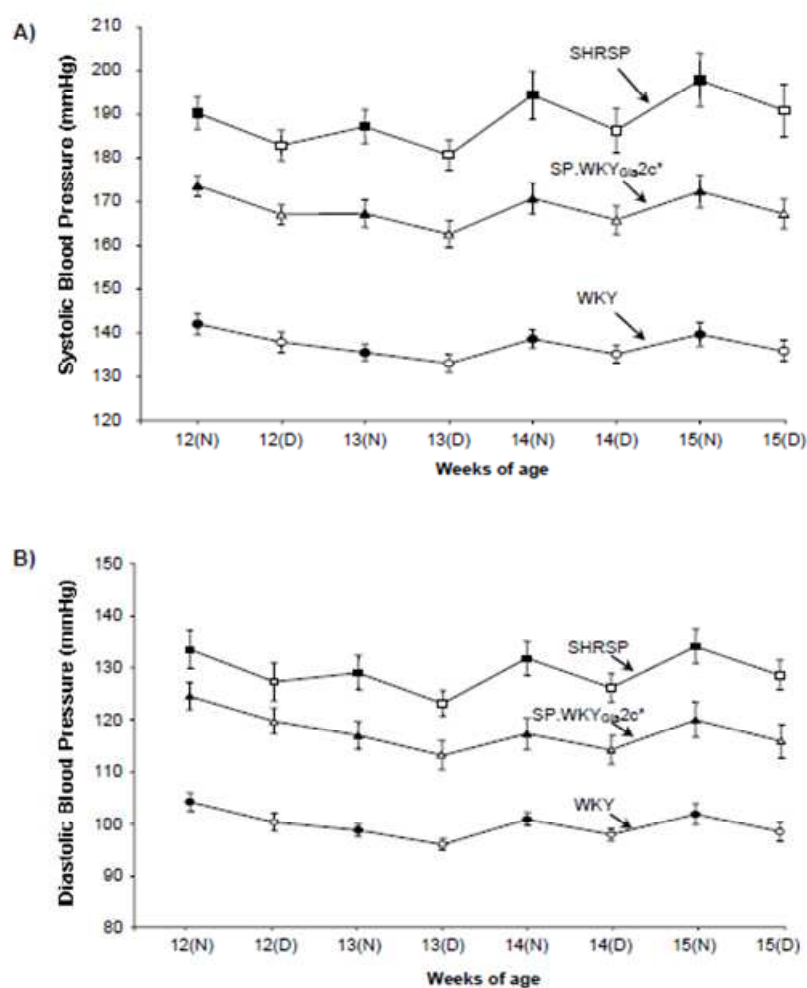 A)
Systolic Blood Pressure (mmHg)
210
200
190
180
170
160
150
140
130
120
SHRSP
SP.WKYGla2c*
WKY
12(N) 12(D) 13(N) 13(D) 14(N) 14(D) 15(N) 15(D)
Weeks of age
B)
Diastolic Blood Pressure (mmHg)
150
140
130
120
110
100
90
80
SHRSP
SP.WKYGla2c*
WKY
12(N) 12(D) 13(N) 13(D) 14(N) 14(D) 15(N) 15(D)
Weeks of age